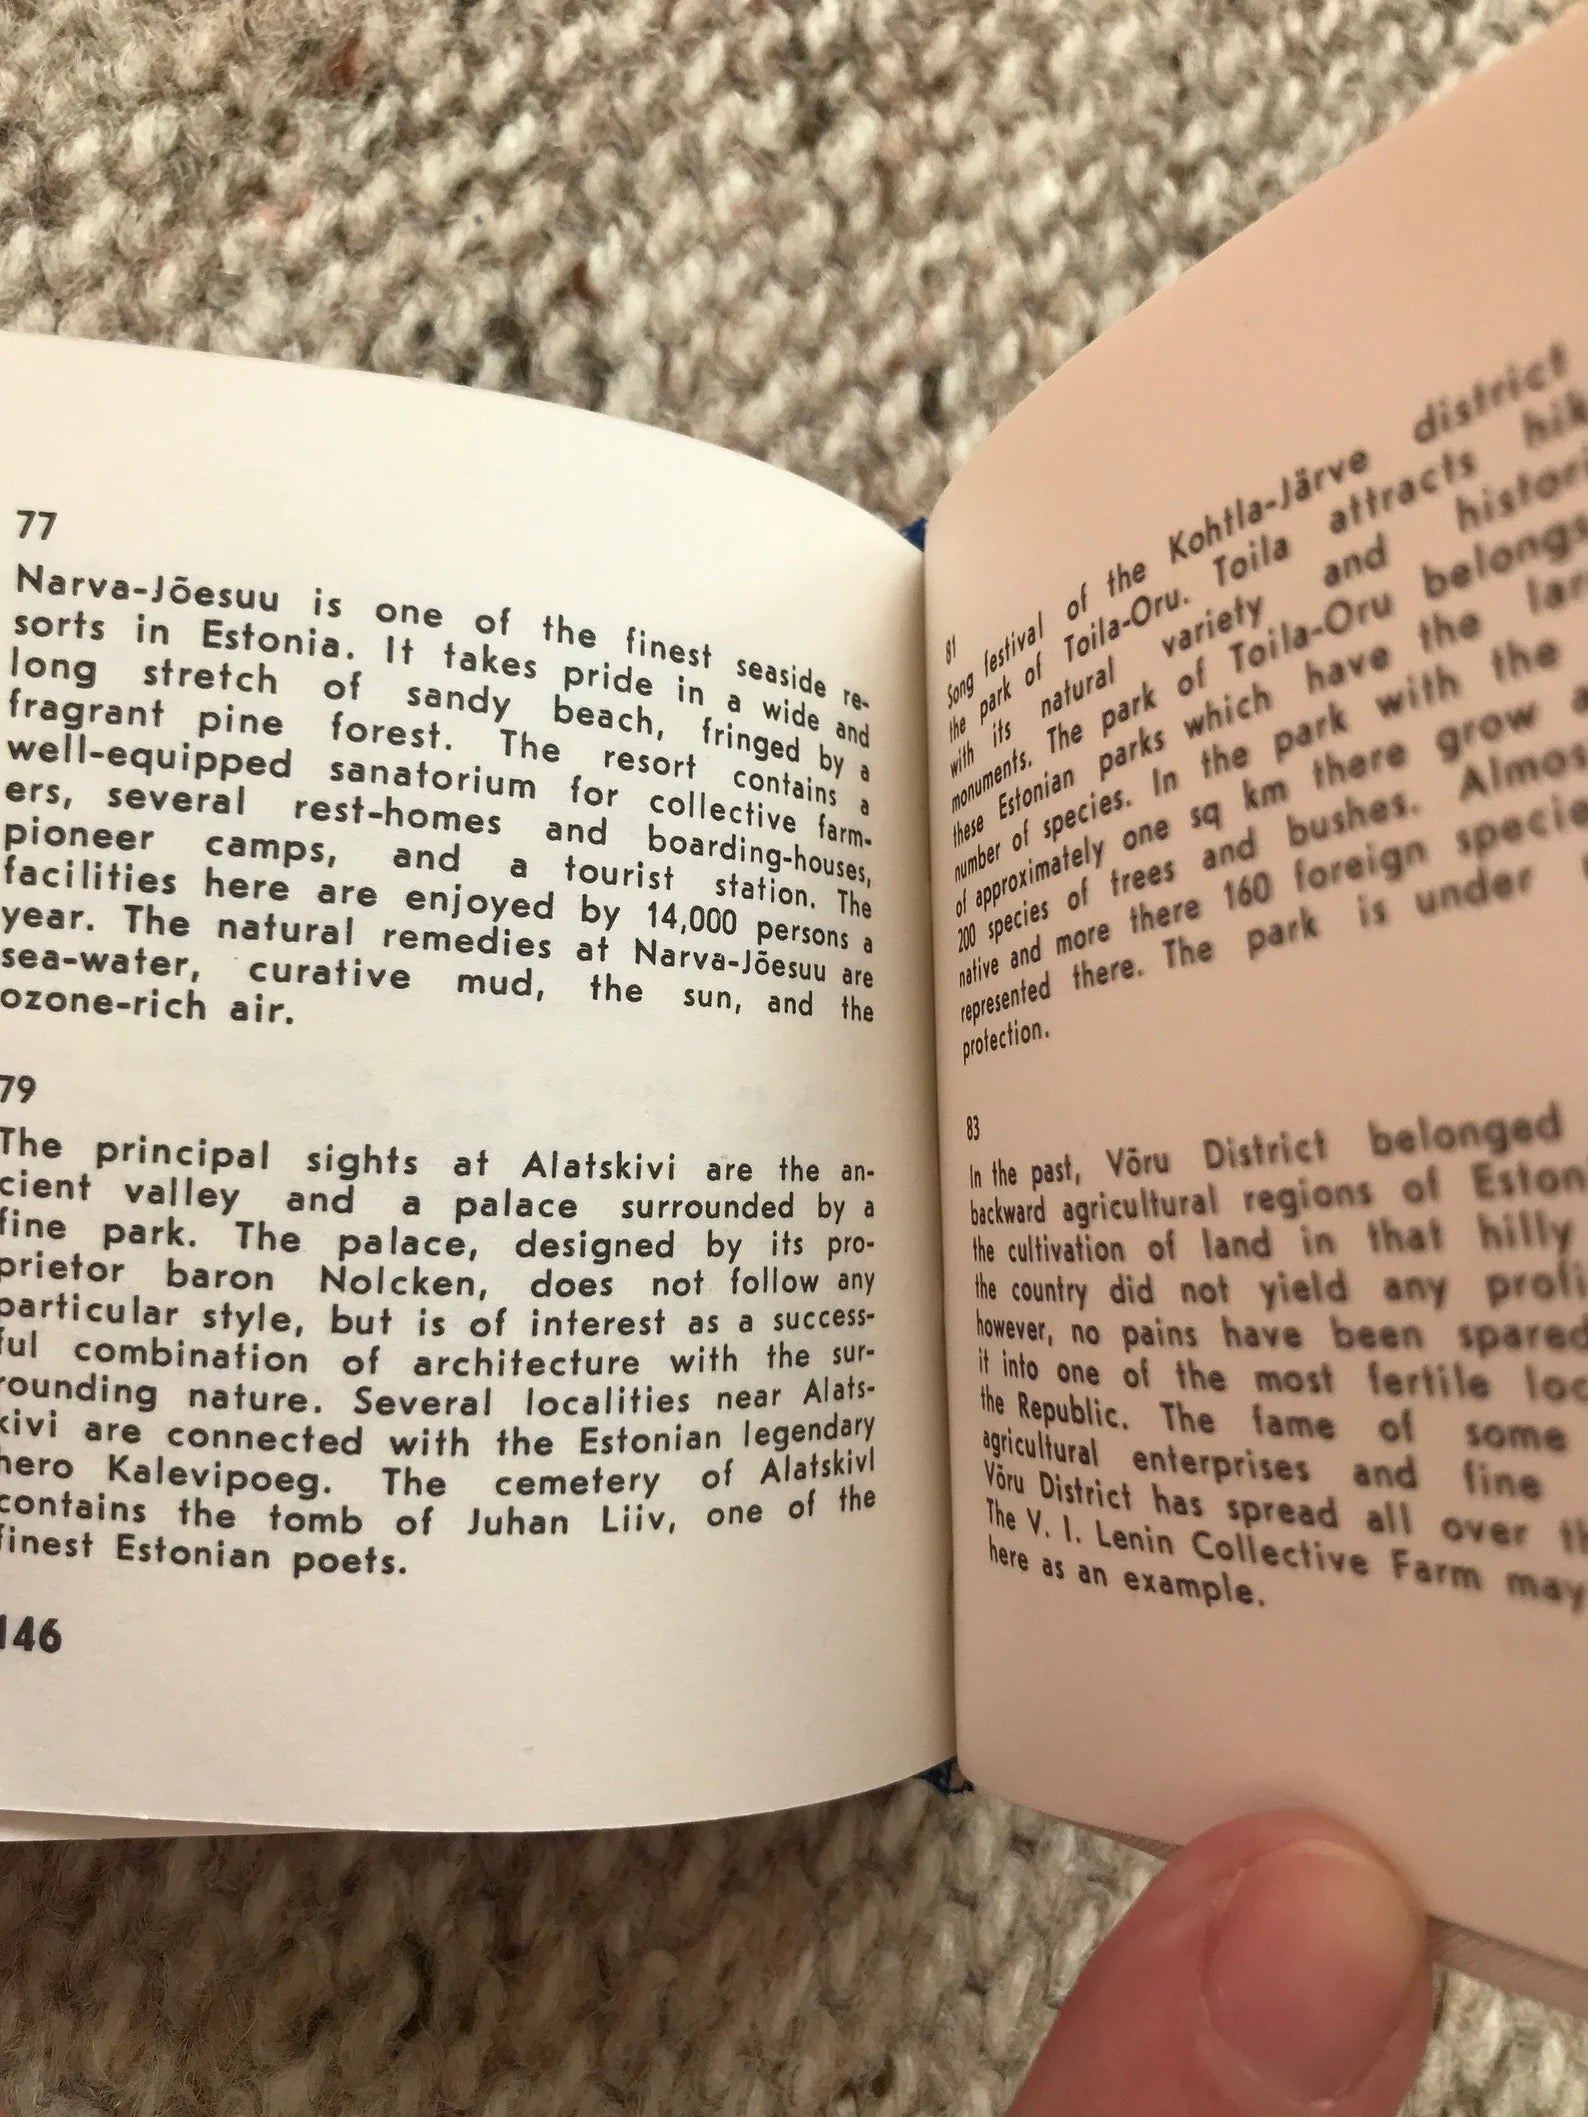 77
Narva-Jõesuu is one of the finest seaside re-
sorts in Estonia. It takes pride in a wide and
long stretch of sandy beach, fringed by a
fragrant pine forest. The resort contains a
well-equipped sanatorium for collective farm-
ers, several rest-homes and boarding-houses,
pioneer camps, and a tourist station. The
facilities here are enjoyed by 14,000 persons a
year. The natural remedies at Narva-Jõesuu are
sea-water, curative mud, the sun, and the
ozone-rich air.
79
The principal sights at Alatskivi are the an-
cient valley and a palace surrounded by a
fine park. The palace, designed by its pro-
prietor baron Nolcken, does not follow any
particular style, but is of interest as a success-
ful combination of architecture with the sur-
rounding nature. Several localities near Alats-
kivi are connected with the Estonian legendary
hero Kalevipoeg. The cemetery of Alatskivl
contains the tomb of Juhan Liiv, one of the
finest Estonian poets.
146
81
Song festival of the Kohtla-Järve district
the park of Toila-Oru. Toila attracts
with its natural variety and
monuments. The park of Toila-Oru belongs
these Estonian parks which have the
number of species. In the park with the
of approximately one sq km there grow
200 species of trees and bushes.
native and more there 160 foreign
represented there. The park is under
protection.
83
In the past, Võru District belonged
backward agricultural regions of
the cultivation of land in that hilly
the country did not yield any
however, no pains have been spared
it into one of the most fertile
the Republic. The fame of some
agricultural enterprises and fine
Võru District has spread all over
The V. I. Lenin Collective Farm may
here as an example.